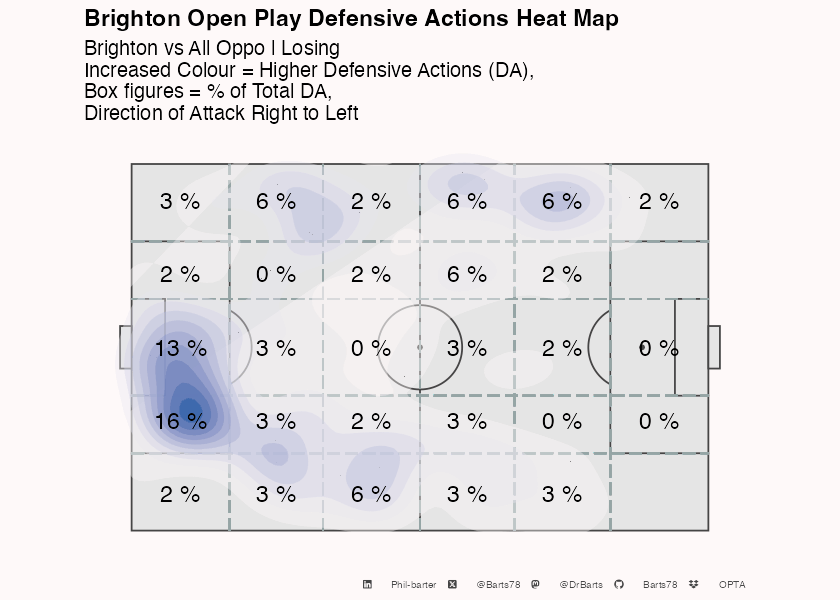 Brighton Open Play Defensive Actions Heat Map
Brighton vs All Oppo | Losing
Increased Colour = Higher Defensive Actions (DA),
Box figures = % of Total DA,
Direction of Attack Right to Left
3 % 6 % 2 % 6 % 6 % 2 %
2 % 0 % 2 % 6 % 2 %
13 % 3 % 0 % 3 % 2 % 0 %
16 % 3 % 2 % 3 % 0 % 0 %
2 % 3 % 6 % 3 % 3 %
Phil-barter @Barts78 @DrBarts Barts78 OPTA